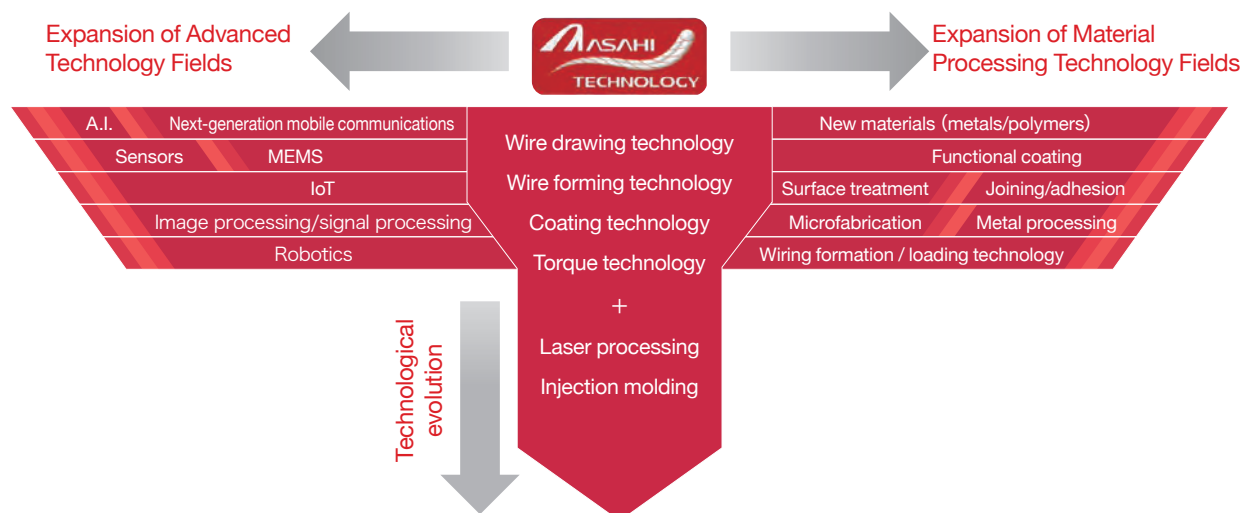 Expansion of Advanced
Technology Fields
ASAHI
TECHNOLOGY
Expansion of Material
Processing Technology Fields
A.I.
Next-generation mobile communications
Sensors
MEMS
IoT
Image processing/signal processing
Robotics
Wire drawing technology
Wire forming technology
Coating technology
Torque technology
+
Laser processing
Injection molding
New materials (metals/polymers)
Functional coating
Surface treatment
Joining/adhesion
Microfabrication
Metal processing
Wiring formation / loading technology
Technological
evolution